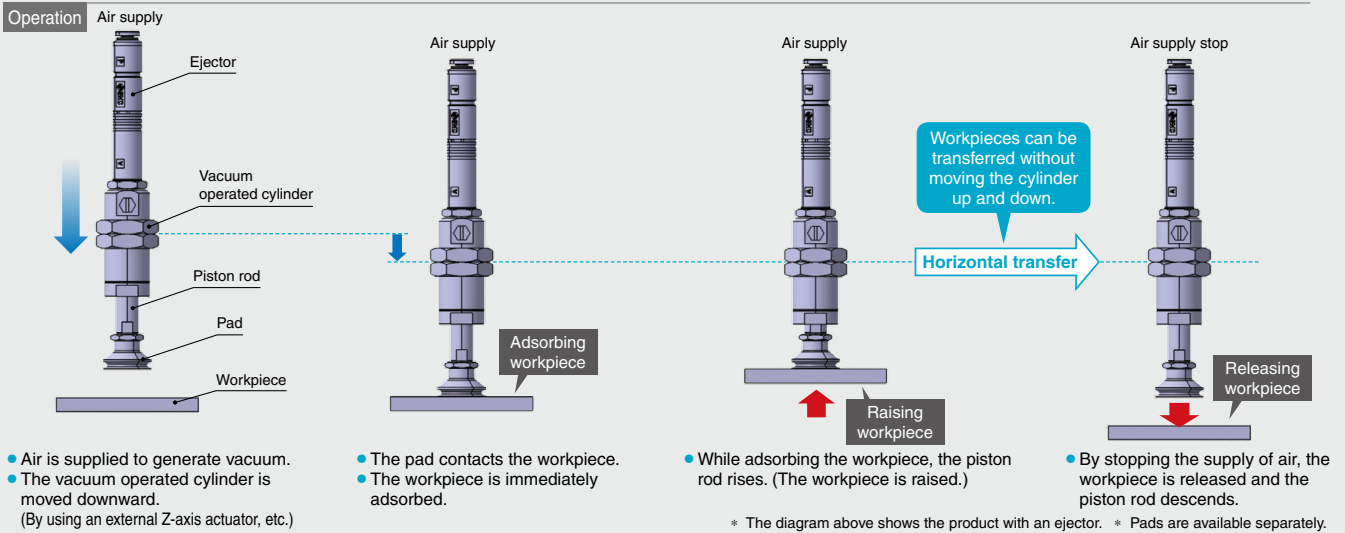 Operation
Air supply
Ejector
Vacuum
operated cylinder
Piston rod
Pad
Workpiece
Air supply
Adsorbing
workpiece
Air supply
Raising
workpiece
Workpieces can be
transferred without
moving the cylinder
up and down.
Horizontal transfer
Air supply stop
Releasing
workpiece
● Air is supplied to generate vacuum.
● The vacuum operated cylinder is
moved downward.
(By using an external Z-axis actuator, etc.)
● The pad contacts the workpiece.
● The workpiece is immediately
adsorbed.
● While adsorbing the workpiece, the piston
rod rises. (The workpiece is raised.)
● By stopping the supply of air, the
workpiece is released and the
piston rod descends.
∗ The diagram above shows the product with an ejector. ∗ Pads are available separately.